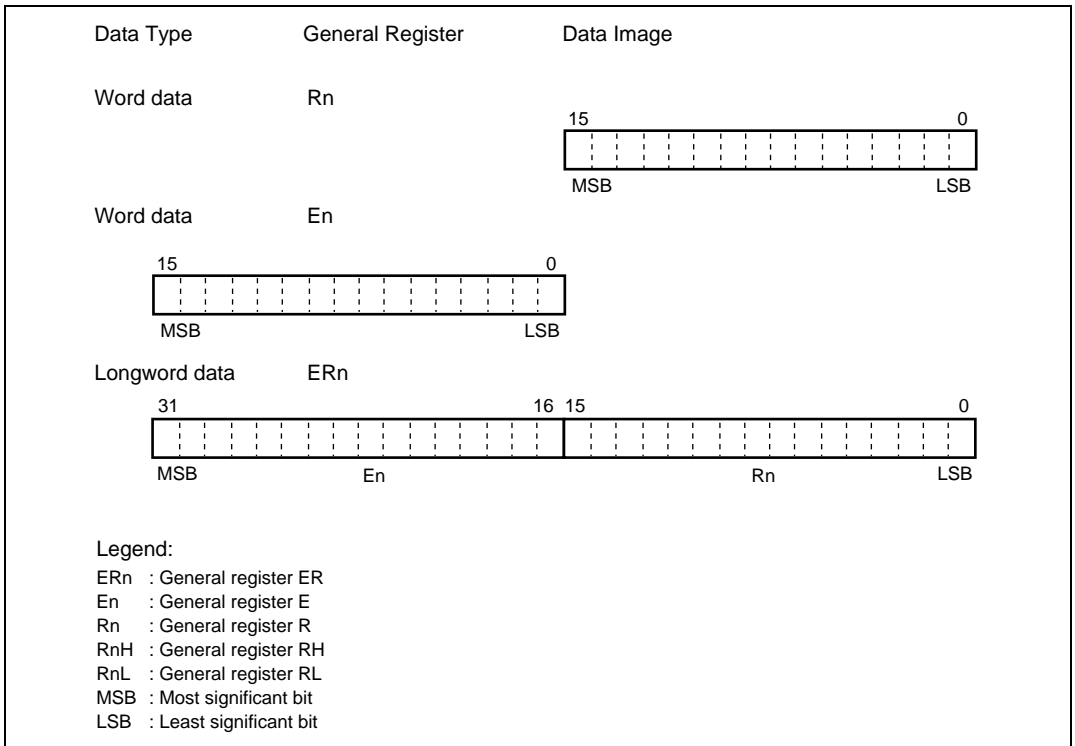 Data Type General Register Data Image
Word data Rn
15 0
MSB LSB
Word data En
15 0
MSB LSB
Longword data ERn
31 16 15 0
MSB En Rn LSB
Legend:
ERn : General register ER
En : General register E
Rn : General register R
RnH : General register RH
RnL : General register RL
MSB : Most significant bit
LSB : Least significant bit